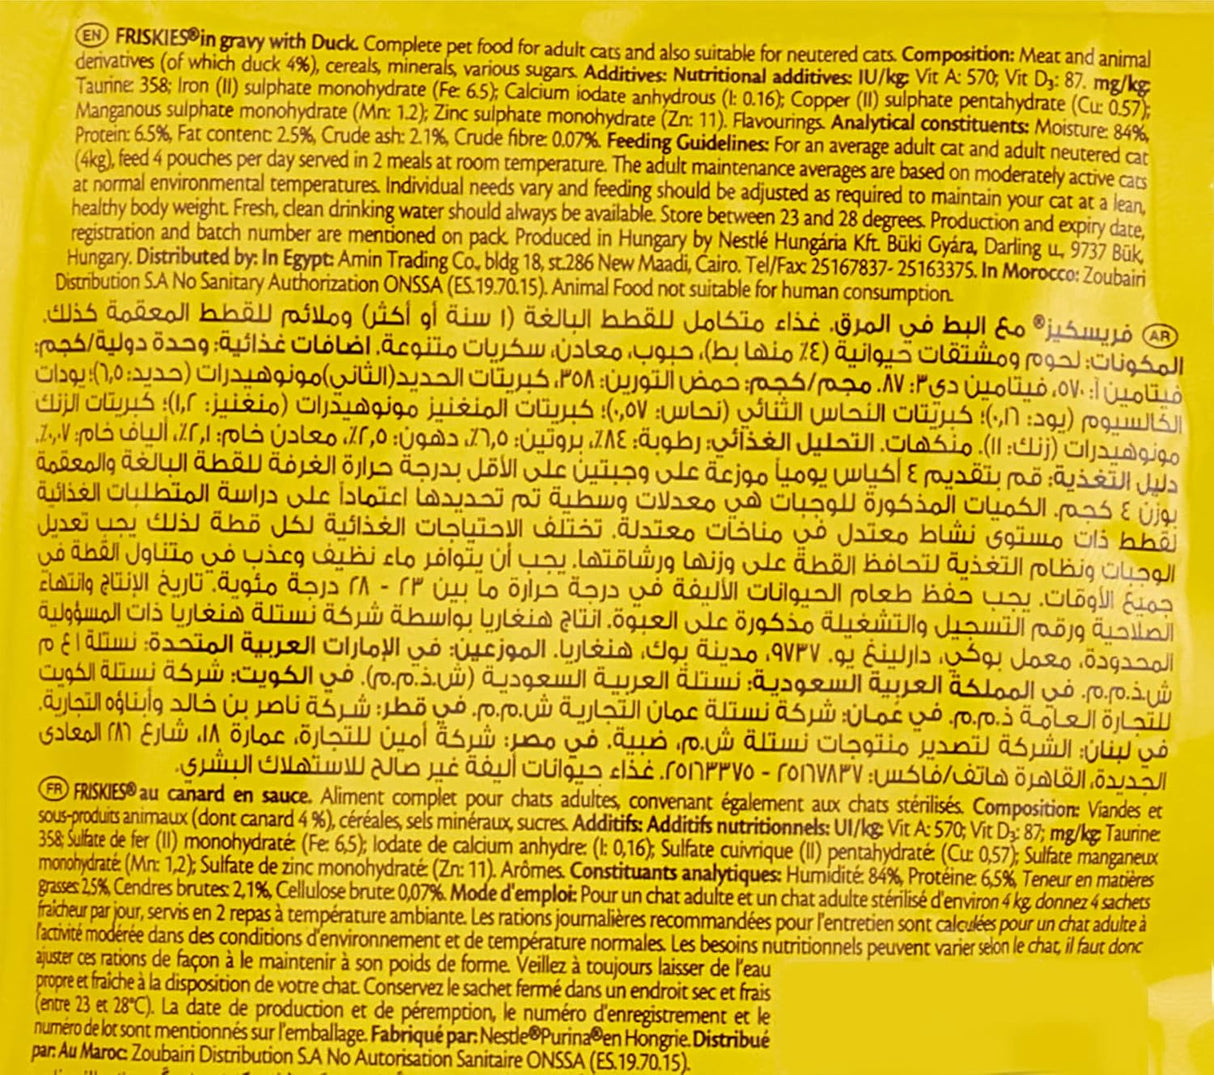 EN FRISKIES® in gravy with Duck. Complete pet food for adult cats and also suitable for neutered cats. Composition: Meat and animal
derivatives (of which duck 4%), cereals, minerals, various sugars. Additives: Nutritional additives: IU/kg: Vit A: 570; Vit D3: 87. mg/kg:
Taurine: 358; Iron (II) sulphate monohydrate (Fe: 6.5); Calcium iodate anhydrous (I: 0.16); Copper (II) sulphate pentahydrate (Cu: 0.57);
Manganous sulphate monohydrate (Mn: 1.2); Zinc sulphate monohydrate (Zn: 11). Flavourings. Analytical constituents: Moisture: 84%,
Protein: 6.5%, Fat content: 2.5%, Crude ash: 2.1%, Crude fibre: 0.07%. Feeding Guidelines: For an average adult cat and adult neutered cat
(4kg), feed 4 pouches per day served in 2 meals at room temperature. The adult maintenance averages are based on moderately active cats
at normal environmental temperatures. Individual needs vary and feeding should be adjusted as required to maintain your cat at a lean,
healthy body weight. Fresh, clean drinking water should always be available. Store between 23 and 28 degrees. Production and expiry date,
registration and batch number are mentioned on pack. Produced in Hungary by Nestlé Hungária Kft. Büki Gyára, Darling u., 9737 Bük,
Hungary. Distributed by: In Egypt: Amin Trading Co., bldg 18, st.286 New Maadi, Cairo. Tel/Fax: 25167837- 25163375. In Morocco: Zoubairi
Distribution S.A No Sanitary Authorization ONSSA (ES.19.70.15). Animal Food not suitable for human consumption.
AR فريسكيز® مع البط في المرق. غذاء متكامل للقطط البالغة (١ سنة أو أكثر) وملائم للقطط المعقمة كذلك.
المكونات: لحوم ومشتقات حيوانية (٤٪ منها بط)، حبوب، معادن، سكريات متنوعة. اضافات غذائية: وحدة دولية/كجم:
فيتامين أ: ٥٧٠، فيتامين دي٣: ٨٧. مجم/كجم: حمض التورين: ٣٥٨، كبريتات الحديد(الثاني)مونوهيدرات (حديد: ٦,٥)؛ يودات
الكالسيوم (يود: ٠,١٦)؛ كبريتات النحاس الثنائي (نحاس: ٠,٥٧)؛ كبريتات المنغنيز مونوهيدرات (منغنيز: ١,٢)؛ كبريتات الزنك
مونوهيدرات (زنك: ١١). منكهات. التحليل الغذائي: رطوبة: ٨٤٪، بروتين: ٦,٥٪، دهون: ٢,٥٪، معادن خام: ٢,١٪، ألياف خام: ٠,٠٧٪.
دليل التغذية: قم بتقديم ٤ أكياس يومياً موزعة على وجبتين على الأقل بدرجة حرارة الغرفة للقطة البالغة والمعقمة
بوزن ٤ كجم. الكميات المذكورة للوجبات هي معدلات وسطية تم تحديدها اعتماداً على دراسة المتطلبات الغذائية
لقطط ذات مستوى نشاط معتدل في مناخات معتدلة. تختلف الاحتياجات الغذائية لكل قطة لذلك يجب تعديل
الوجبات ونظام التغذية لتحافظ القطة على وزنها ورشاقتها. يجب أن يتوافر ماء نظيف وعذب في متناول القطة في
جميع الأوقات. يجب حفظ طعام الحيوانات الأليفة في درجة حرارة ما بين ٢٣ - ٢٨ درجة مئوية. تاريخ الإنتاج وانتهاء
الصلاحية ورقم التسجيل والتشغيلة مذكورة على العبوة. انتاج هنغاريا بواسطة شركة نستلة هنغاريا ذات المسؤولية
المحدودة، معمل بوكي، دارلينغ يو. ٩٧٣٧، مدينة بوك، هنغاريا. الموزعين: في الإمارات العربية المتحدة: نستلة ا ع م
ش.ذ.م.م. في المملكة العربية السعودية: نستلة العربية السعودية (ش.ذ.م.م). في الكويت: شركة نستلة الكويت
للتجارة العامة ذ.م.م. في عمان: شركة نستلة عمان التجارية ش.م.م. في قطر: شركة ناصر بن خالد وأبناؤه التجارية.
في لبنان: الشركة لتصدير منتوجات نستلة ش.م، ضبية. في مصر: شركة أمين للتجارة، عمارة ١٨، شارع ٢٨٦ المعادي
الجديدة، القاهرة هاتف/فاكس: ٢٥١٦٧٨٣٧ - ٢٥١٦٣٣٧٥. غذاء حيوانات أليفة غير صالح للاستهلاك البشري.
FR FRISKIES® au canard en sauce. Aliment complet pour chats adultes, convenant également aux chats stérilisés. Composition: Viandes et
sous-produits animaux (dont canard 4 %), céréales, sels minéraux, sucres. Additifs: Additifs nutritionnels: UI/kg: Vit A: 570; Vit D3: 87; mg/kg: Taurine:
358; Sulfate de fer (II) monohydraté: (Fe: 6,5); Iodate de calcium anhydre: (I: 0,16); Sulfate cuivrique (II) pentahydraté: (Cu: 0,57); Sulfate manganeux
monohydraté: (Mn: 1,2); Sulfate de zinc monohydraté: (Zn: 11). Arômes. Constituants analytiques: Humidité: 84%, Protéine: 6,5%, Teneur en matières
grasses: 2,5%, Cendres brutes: 2,1%, Cellulose brute: 0,07%. Mode d'emploi: Pour un chat adulte et un chat adulte stérilisé d'environ 4 kg, donnez 4 sachets
fraîcheur par jour, servis en 2 repas à température ambiante. Les rations journalières recommandées pour l'entretien sont calculées pour un chat adulte à
l'activité modérée dans des conditions d'environnement et de température normales. Les besoins nutritionnels peuvent varier selon le chat, il faut donc
ajuster ces rations de façon à le maintenir à son poids de forme. Veillez à toujours laisser de l'eau
propre et fraîche à la disposition de votre chat. Conservez le sachet fermé dans un endroit sec et frais
(entre 23 et 28°C). La date de production et de péremption, le numéro d'enregistrement et le
numéro de lot sont mentionnés sur l'emballage. Fabriqué par: Nestle®Purina®en Hongrie. Distribué
par: Au Maroc: Zoubairi Distribution S.A No Autorisation Sanitaire ONSSA (ES.19.70.15).